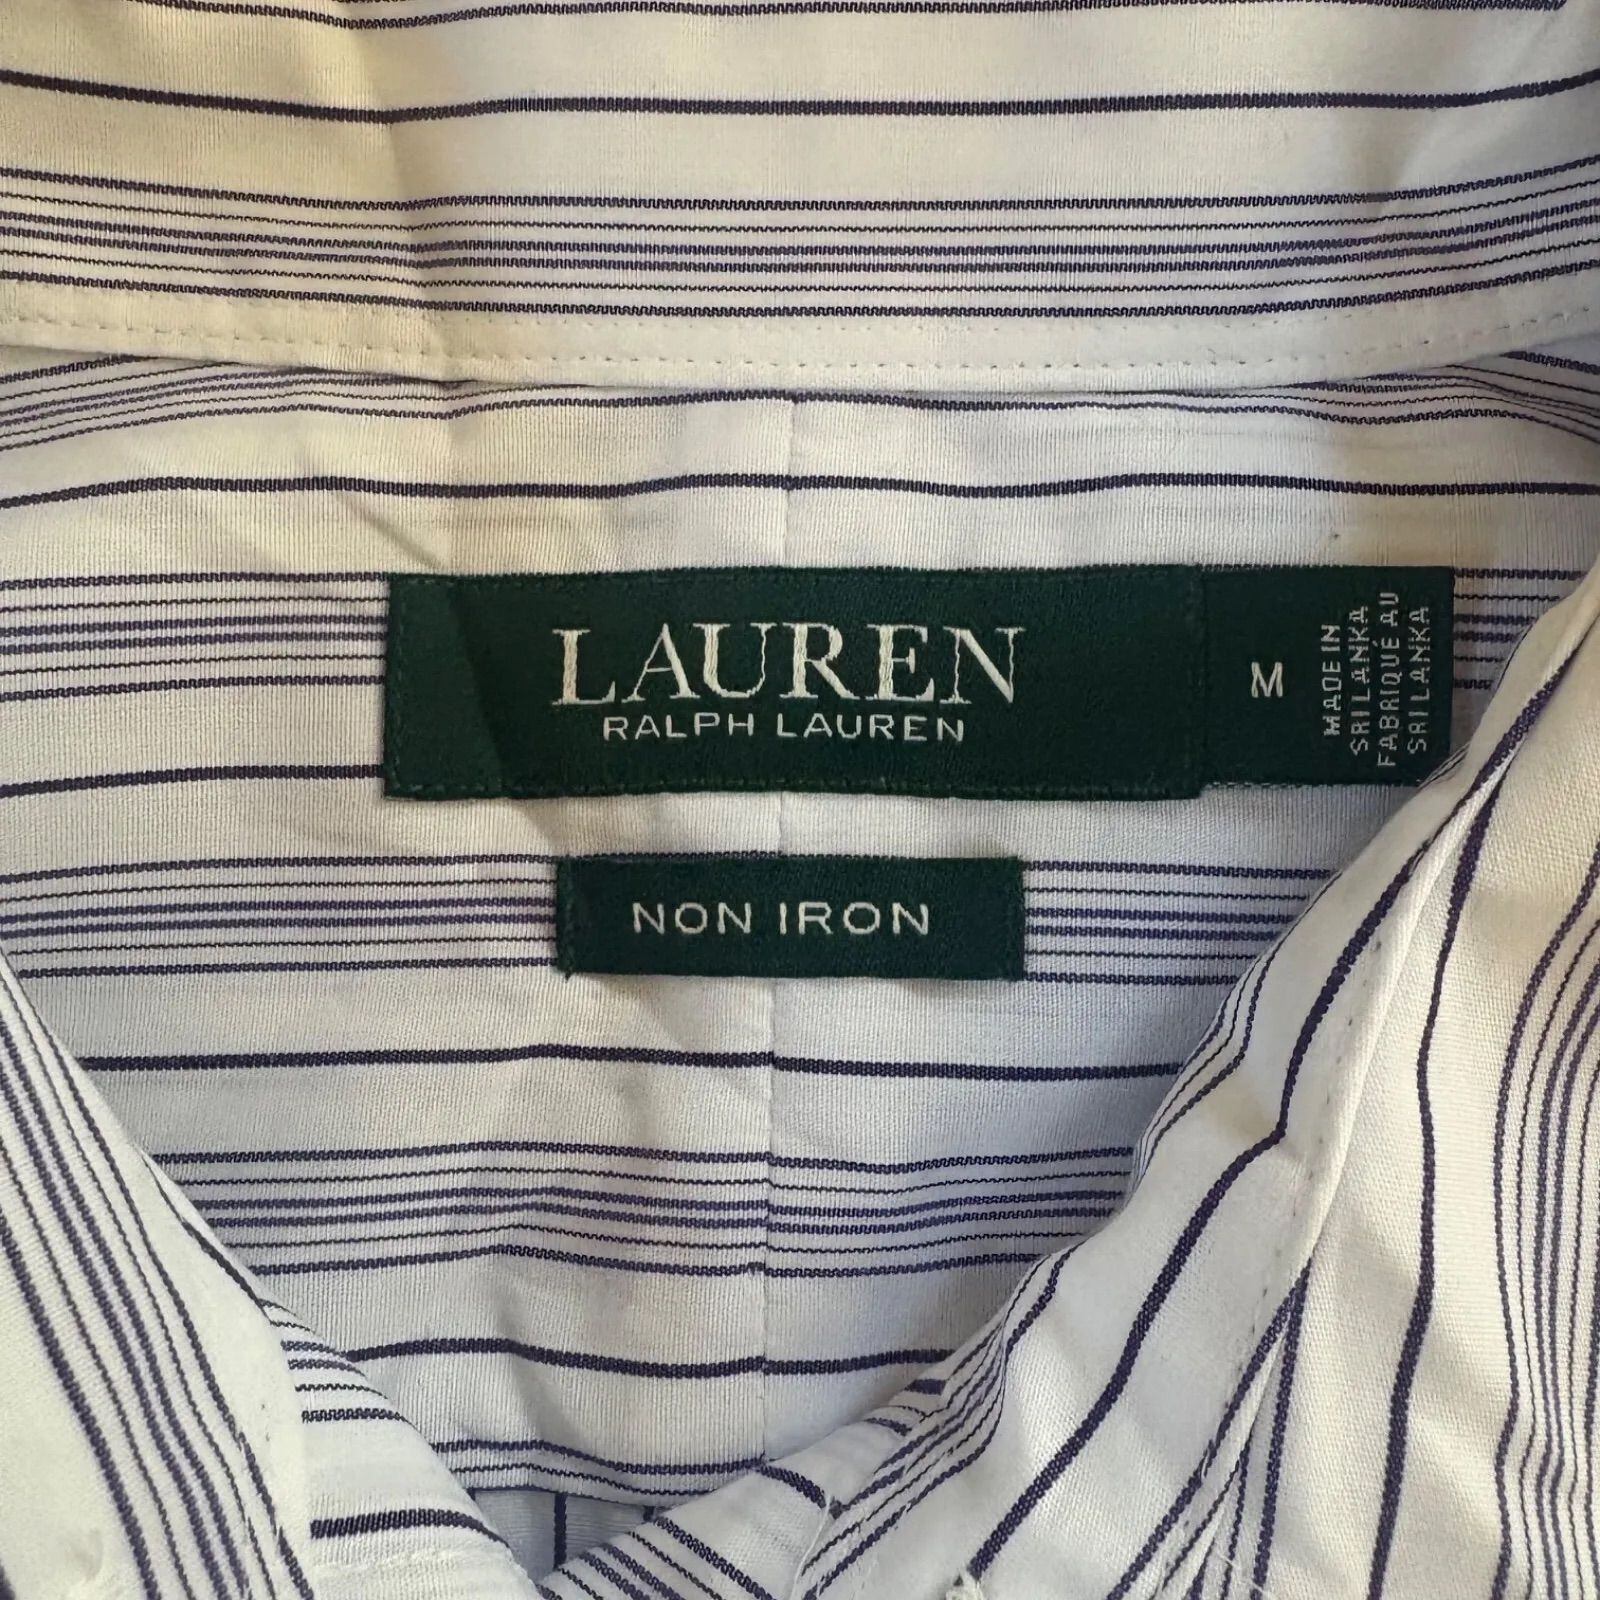 LAUREN
RALPH LAUREN
M
MADE IN
SRI LANKA
FABRIQUÉ AU
SRI LANKA
NON IRON